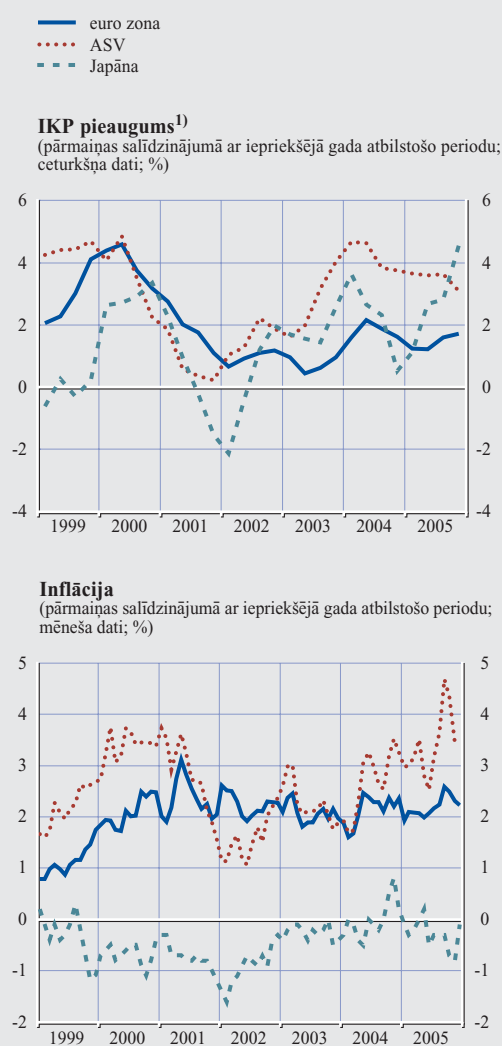 euro zona
ASV
Japāna
IKP pieaugums1)
(pārmaiņas salīdzinājumā ar iepriekšējā gada atbilstošo periodu;
ceturkšņa dati; %)
6 6
4 4
2 2
0 0
-2 -2
-4 -4
1999 2000 2001 2002 2003 2004 2005
Inflācija
(pārmaiņas salīdzinājumā ar iepriekšējā gada atbilstošo periodu;
mēneša dati; %)
5 5
4 4
3 3
2 2
1 1
0 0
-1 -1
-2 -2
1999 2000 2001 2002 2003 2004 2005